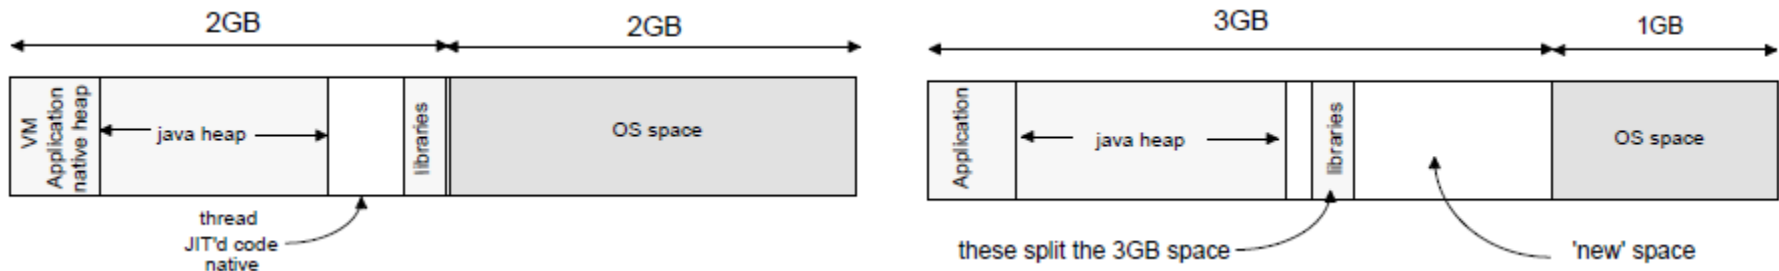 2GB
2GB
VM
Application
native heap
java heap
libraries
OS space
thread
JIT'd code
native
3GB
1GB
Application
java heap
libraries
OS space
these split the 3GB space
'new' space